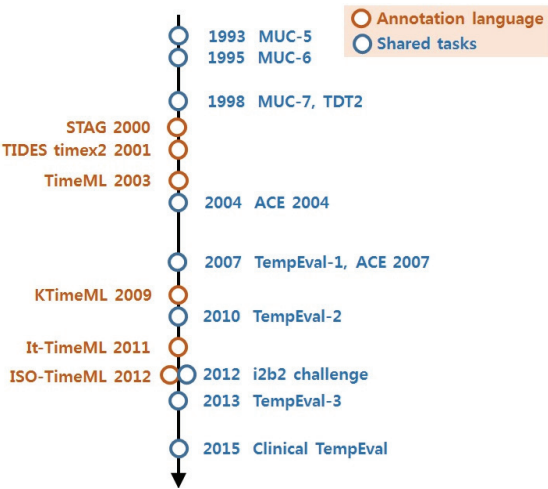 Annotation language
Shared tasks
1993 MUC-5
1995 MUC-6
1998 MUC-7, TDT2
STAG 2000
TIDES timex2 2001
TimeML 2003
2004 ACE 2004
2007 TempEval-1, ACE 2007
KTimeML 2009
2010 TempEval-2
It-TimeML 2011
ISO-TimeML 2012
2012 i2b2 challenge
2013 TempEval-3
2015 Clinical TempEval